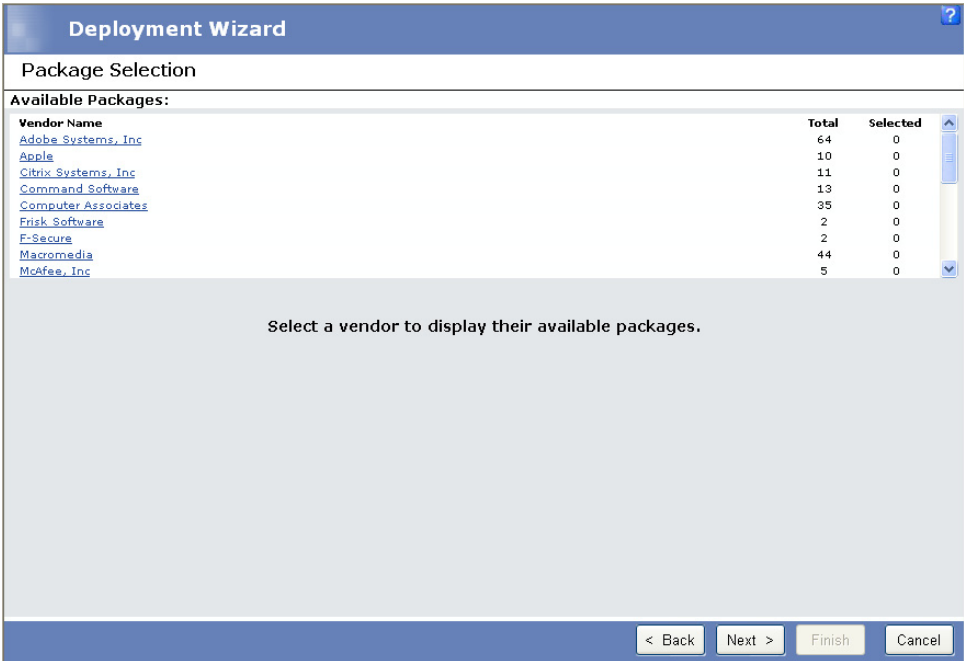 Deployment Wizard
?
Package Selection
Available Packages:
Vendor Name Total Selected
Adobe Systems, Inc 64 0
Apple 10 0
Citrix Systems, Inc 11 0
Command Software 13 0
Computer Associates 35 0
Frisk Software 2 0
F-Secure 2 0
Macromedia 44 0
McAfee, Inc 5 0
Select a vendor to display their available packages.
< Back Next > Finish Cancel